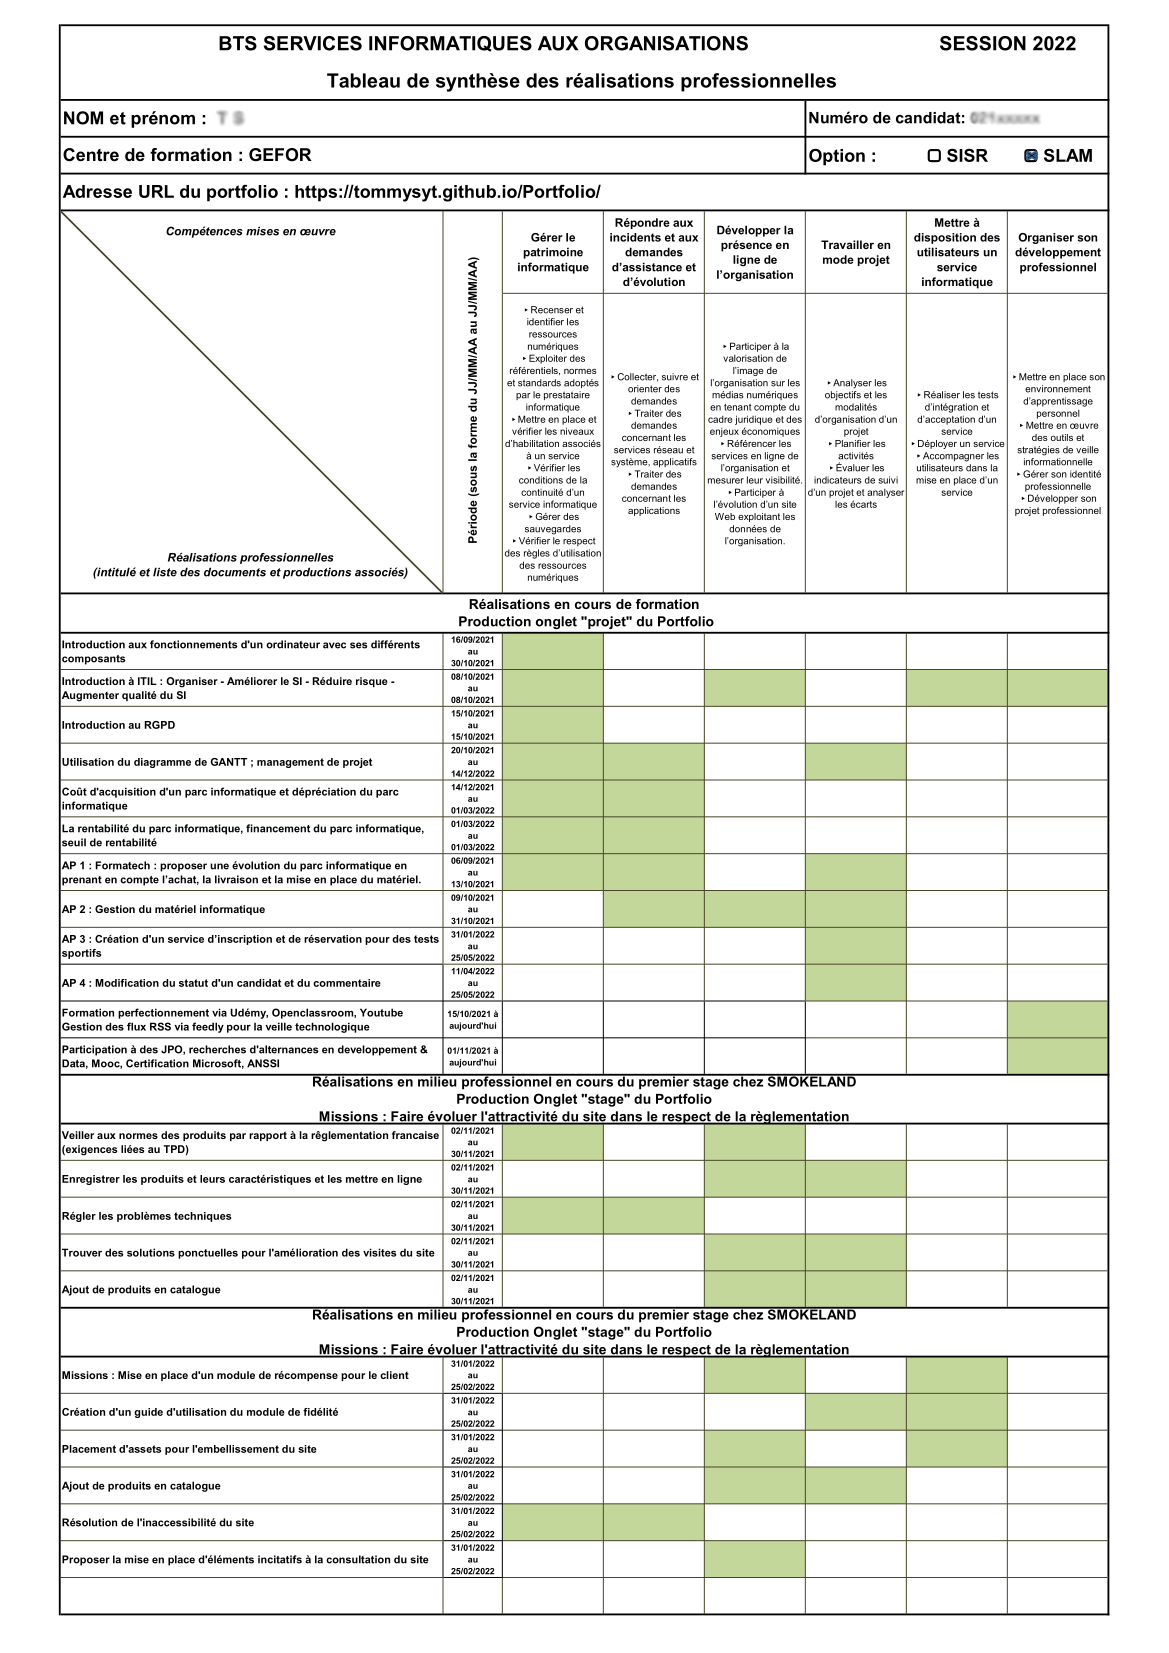 BTS SERVICES INFORMATIQUES AUX ORGANISATIONS SESSION 2022
Tableau de synthèse des réalisations professionnelles
NOM et prénom : T S
Numéro de candidat: 021xxxxx
Centre de formation : GEFOR
Option : SISR SLAM
Adresse URL du portfolio : https://tommysyt.github.io/Portfolio/
Compétences mises en œuvre
Réalisations professionnelles
(intitulé et liste des documents et productions associés)
Période (sous la forme du JJ/MM/AA au JJ/MM/AA)
Gérer le
patrimoine
informatique
Répondre aux
incidents et aux
demandes
d’assistance et
d’évolution
Développer la
présence en
ligne de
l’organisation
Travailler en
mode projet
Mettre à
disposition des
utilisateurs un
service
informatique
Organiser son
développement
professionnel
‣ Recenser et
identifier les
ressources
numériques
‣ Exploiter des
référentiels, normes
et standards adoptés
par le prestataire
informatique
‣ Mettre en place et
vérifier les niveaux
d’habilitation associés
à un service
‣ Vérifier les
conditions de la
continuité d’un
service informatique
‣ Gérer des
sauvegardes
‣ Vérifier le respect
des règles d’utilisation
des ressources
numériques
‣ Collecter, suivre et
orienter des
demandes
‣ Traiter des
demandes
concernant les
services réseau et
système, applicatifs
‣ Traiter des
demandes
concernant les
applications
‣ Participer à la
valorisation de
l’image de
l’organisation sur les
médias numériques
en tenant compte du
cadre juridique et des
enjeux économiques
‣ Référencer les
services en ligne de
l’organisation et
mesurer leur visibilité.
‣ Participer à
l’évolution d’un site
Web exploitant les
données de
l’organisation.
‣ Analyser les
objectifs et les
modalités
d’organisation d’un
projet
‣ Planifier les
activités
‣ Évaluer les
indicateurs de suivi
d’un projet et analyser
les écarts
‣ Réaliser les tests
d’intégration et
d’acceptation d’un
service
‣ Déployer un service
‣ Accompagner les
utilisateurs dans la
mise en place d’un
service
‣ Mettre en place son
environnement
d’apprentissage
personnel
‣ Mettre en œuvre
des outils et
stratégies de veille
informationnelle
‣ Gérer son identité
professionnelle
‣ Développer son
projet professionnel
Réalisations en cours de formation
Production onglet "projet" du Portfolio
Introduction aux fonctionnements d'un ordinateur avec ses différents
composants
16/09/2021
au
30/10/2021
Introduction à ITIL : Organiser - Améliorer le SI - Réduire risque -
Augmenter qualité du SI
08/10/2021
au
08/10/2021
Introduction au RGPD
15/10/2021
au
15/10/2021
Utilisation du diagramme de GANTT ; management de projet
20/10/2021
au
14/12/2022
Coût d'acquisition d'un parc informatique et dépréciation du parc
informatique
14/12/2021
au
01/03/2022
La rentabilité du parc informatique, financement du parc informatique,
seuil de rentabilité
01/03/2022
au
01/03/2022
AP 1 : Formatech : proposer une évolution du parc informatique en
prenant en compte l’achat, la livraison et la mise en place du matériel.
06/09/2021
au
13/10/2021
AP 2 : Gestion du matériel informatique
09/10/2021
au
31/10/2021
AP 3 : Création d'un service d’inscription et de réservation pour des tests
sportifs
31/01/2022
au
25/05/2022
AP 4 : Modification du statut d'un candidat et du commentaire
11/04/2022
au
25/05/2022
Formation perfectionnement via Udémy, Openclassroom, Youtube
Gestion des flux RSS via feedly pour la veille technologique
15/10/2021 à
aujourd'hui
Participation à des JPO, recherches d'alternances en developpement &
Data, Mooc, Certification Microsoft, ANSSI
01/11/2021 à
aujourd'hui
Réalisations en milieu professionnel en cours du premier stage chez SMOKELAND
Production Onglet "stage" du Portfolio
Missions : Faire évoluer l'attractivité du site dans le respect de la règlementation
Veiller aux normes des produits par rapport à la rêglementation francaise
(exigences liées au TPD)
02/11/2021
au
30/11/2021
Enregistrer les produits et leurs caractéristiques et les mettre en ligne
02/11/2021
au
30/11/2021
Régler les problèmes techniques
02/11/2021
au
30/11/2021
Trouver des solutions ponctuelles pour l'amélioration des visites du site
02/11/2021
au
30/11/2021
Ajout de produits en catalogue
02/11/2021
au
30/11/2021
Réalisations en milieu professionnel en cours du premier stage chez SMOKELAND
Production Onglet "stage" du Portfolio
Missions : Faire évoluer l'attractivité du site dans le respect de la règlementation
Missions : Mise en place d'un module de récompense pour le client
31/01/2022
au
25/02/2022
Création d'un guide d'utilisation du module de fidélité
31/01/2022
au
25/02/2022
Placement d'assets pour l'embellissement du site
31/01/2022
au
25/02/2022
Ajout de produits en catalogue
31/01/2022
au
25/02/2022
Résolution de l'inaccessibilité du site
31/01/2022
au
25/02/2022
Proposer la mise en place d'éléments incitatifs à la consultation du site
31/01/2022
au
25/02/2022